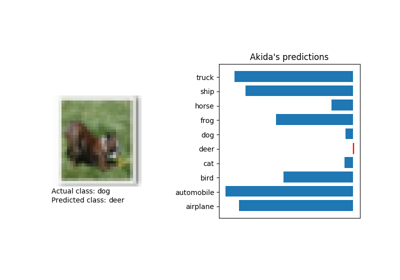 Akida's predictions
truck
ship
horse
frog
dog
deer
cat
bird
automobile
airplane
Actual class: dog
Predicted class: deer